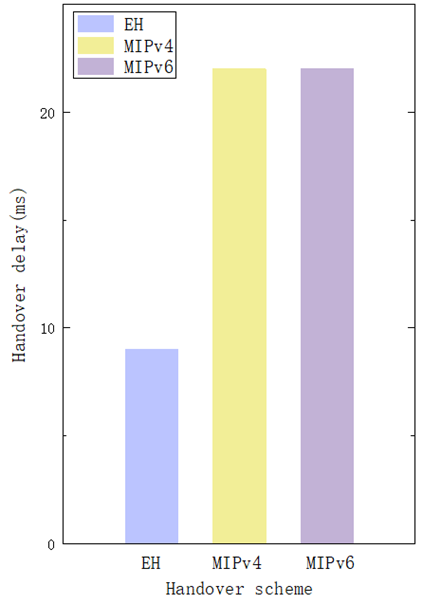 EH
MIPv4
MIPv6
20
10
0
Handover delay(ms)
EH MIPv4 MIPv6
Handover scheme